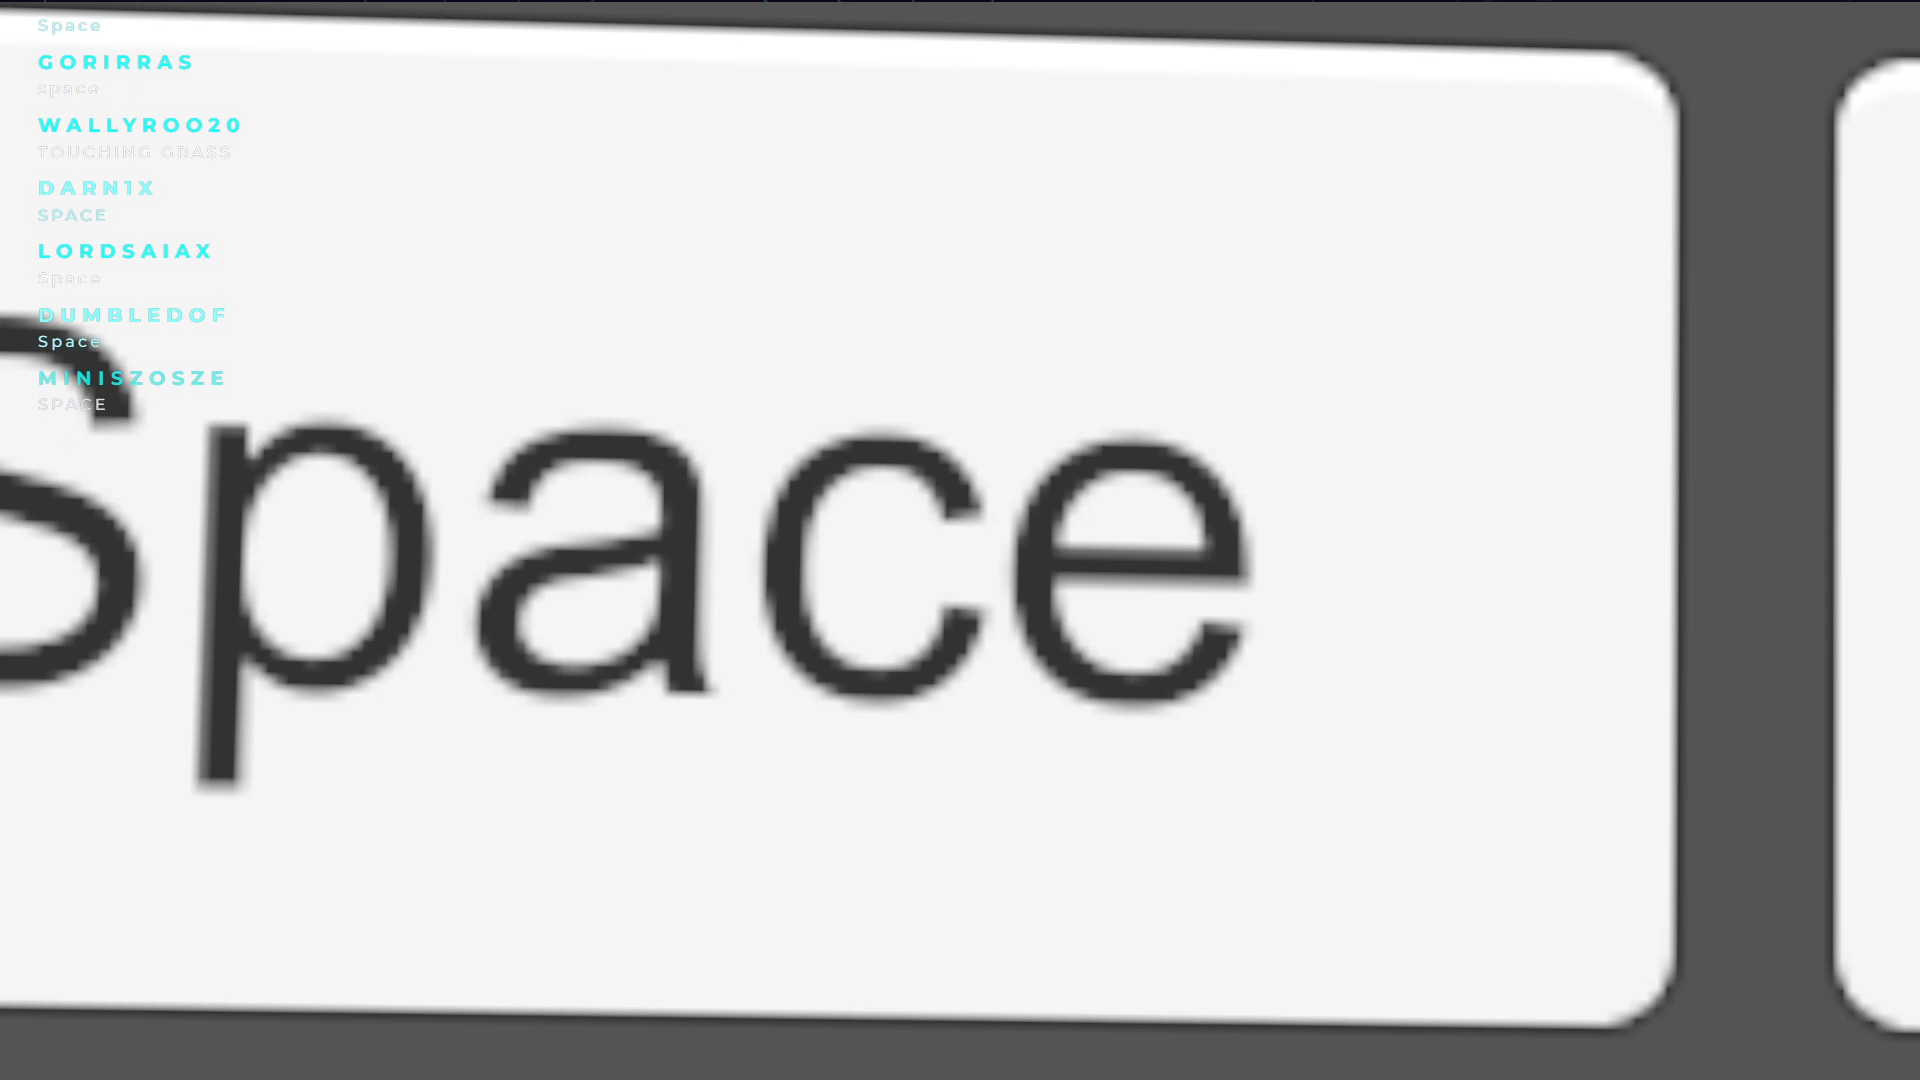 Space
GORIRRAS
space
WALLYROO20
TOUCHING GRASS
DARN1X
SPACE
LORDSAIAX
Space
DUMBLEDOF
Space
MINISZOSZE
SPACE
Space